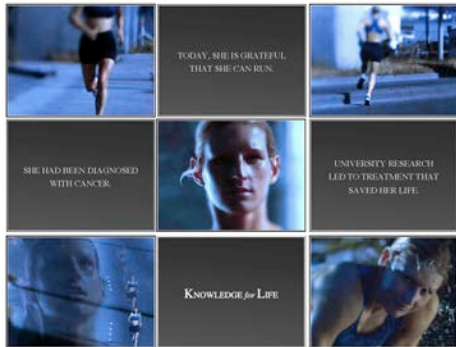 TODAY, SHE IS GRATEFUL
THAT SHE CAN RUN.
SHE HAD BEEN DIAGNOSED
WITH CANCER.
UNIVERSITY RESEARCH
LED TO TREATMENT THAT
SAVED HER LIFE.
KNOWLEDGE for LIFE